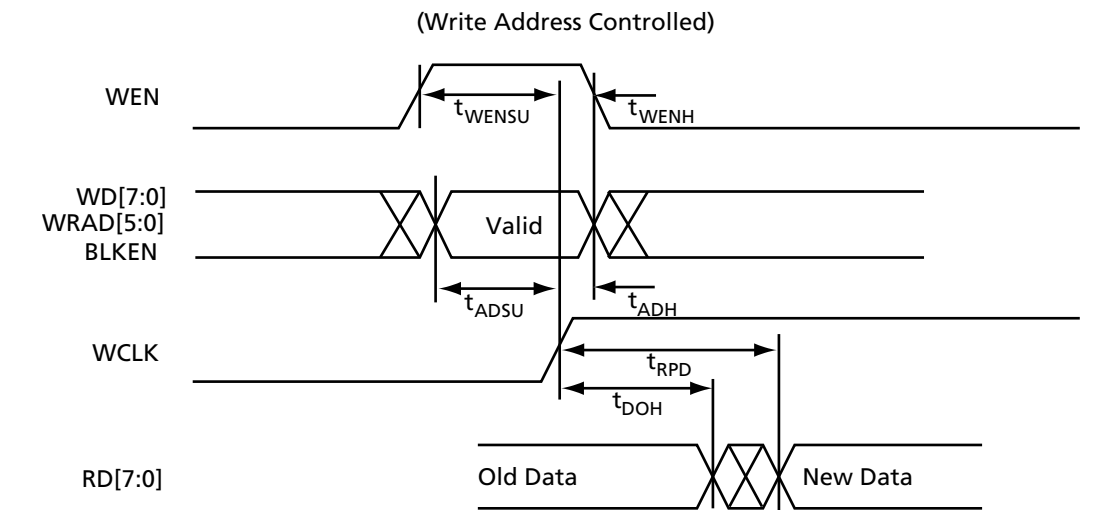 (Write Address Controlled)
WEN
tWENSU
tWENH
WD[7:0]
WRAD[5:0]
BLKEN
Valid
tADSU
tADH
WCLK
tRPD
tDOH
RD[7:0]
Old Data
New Data